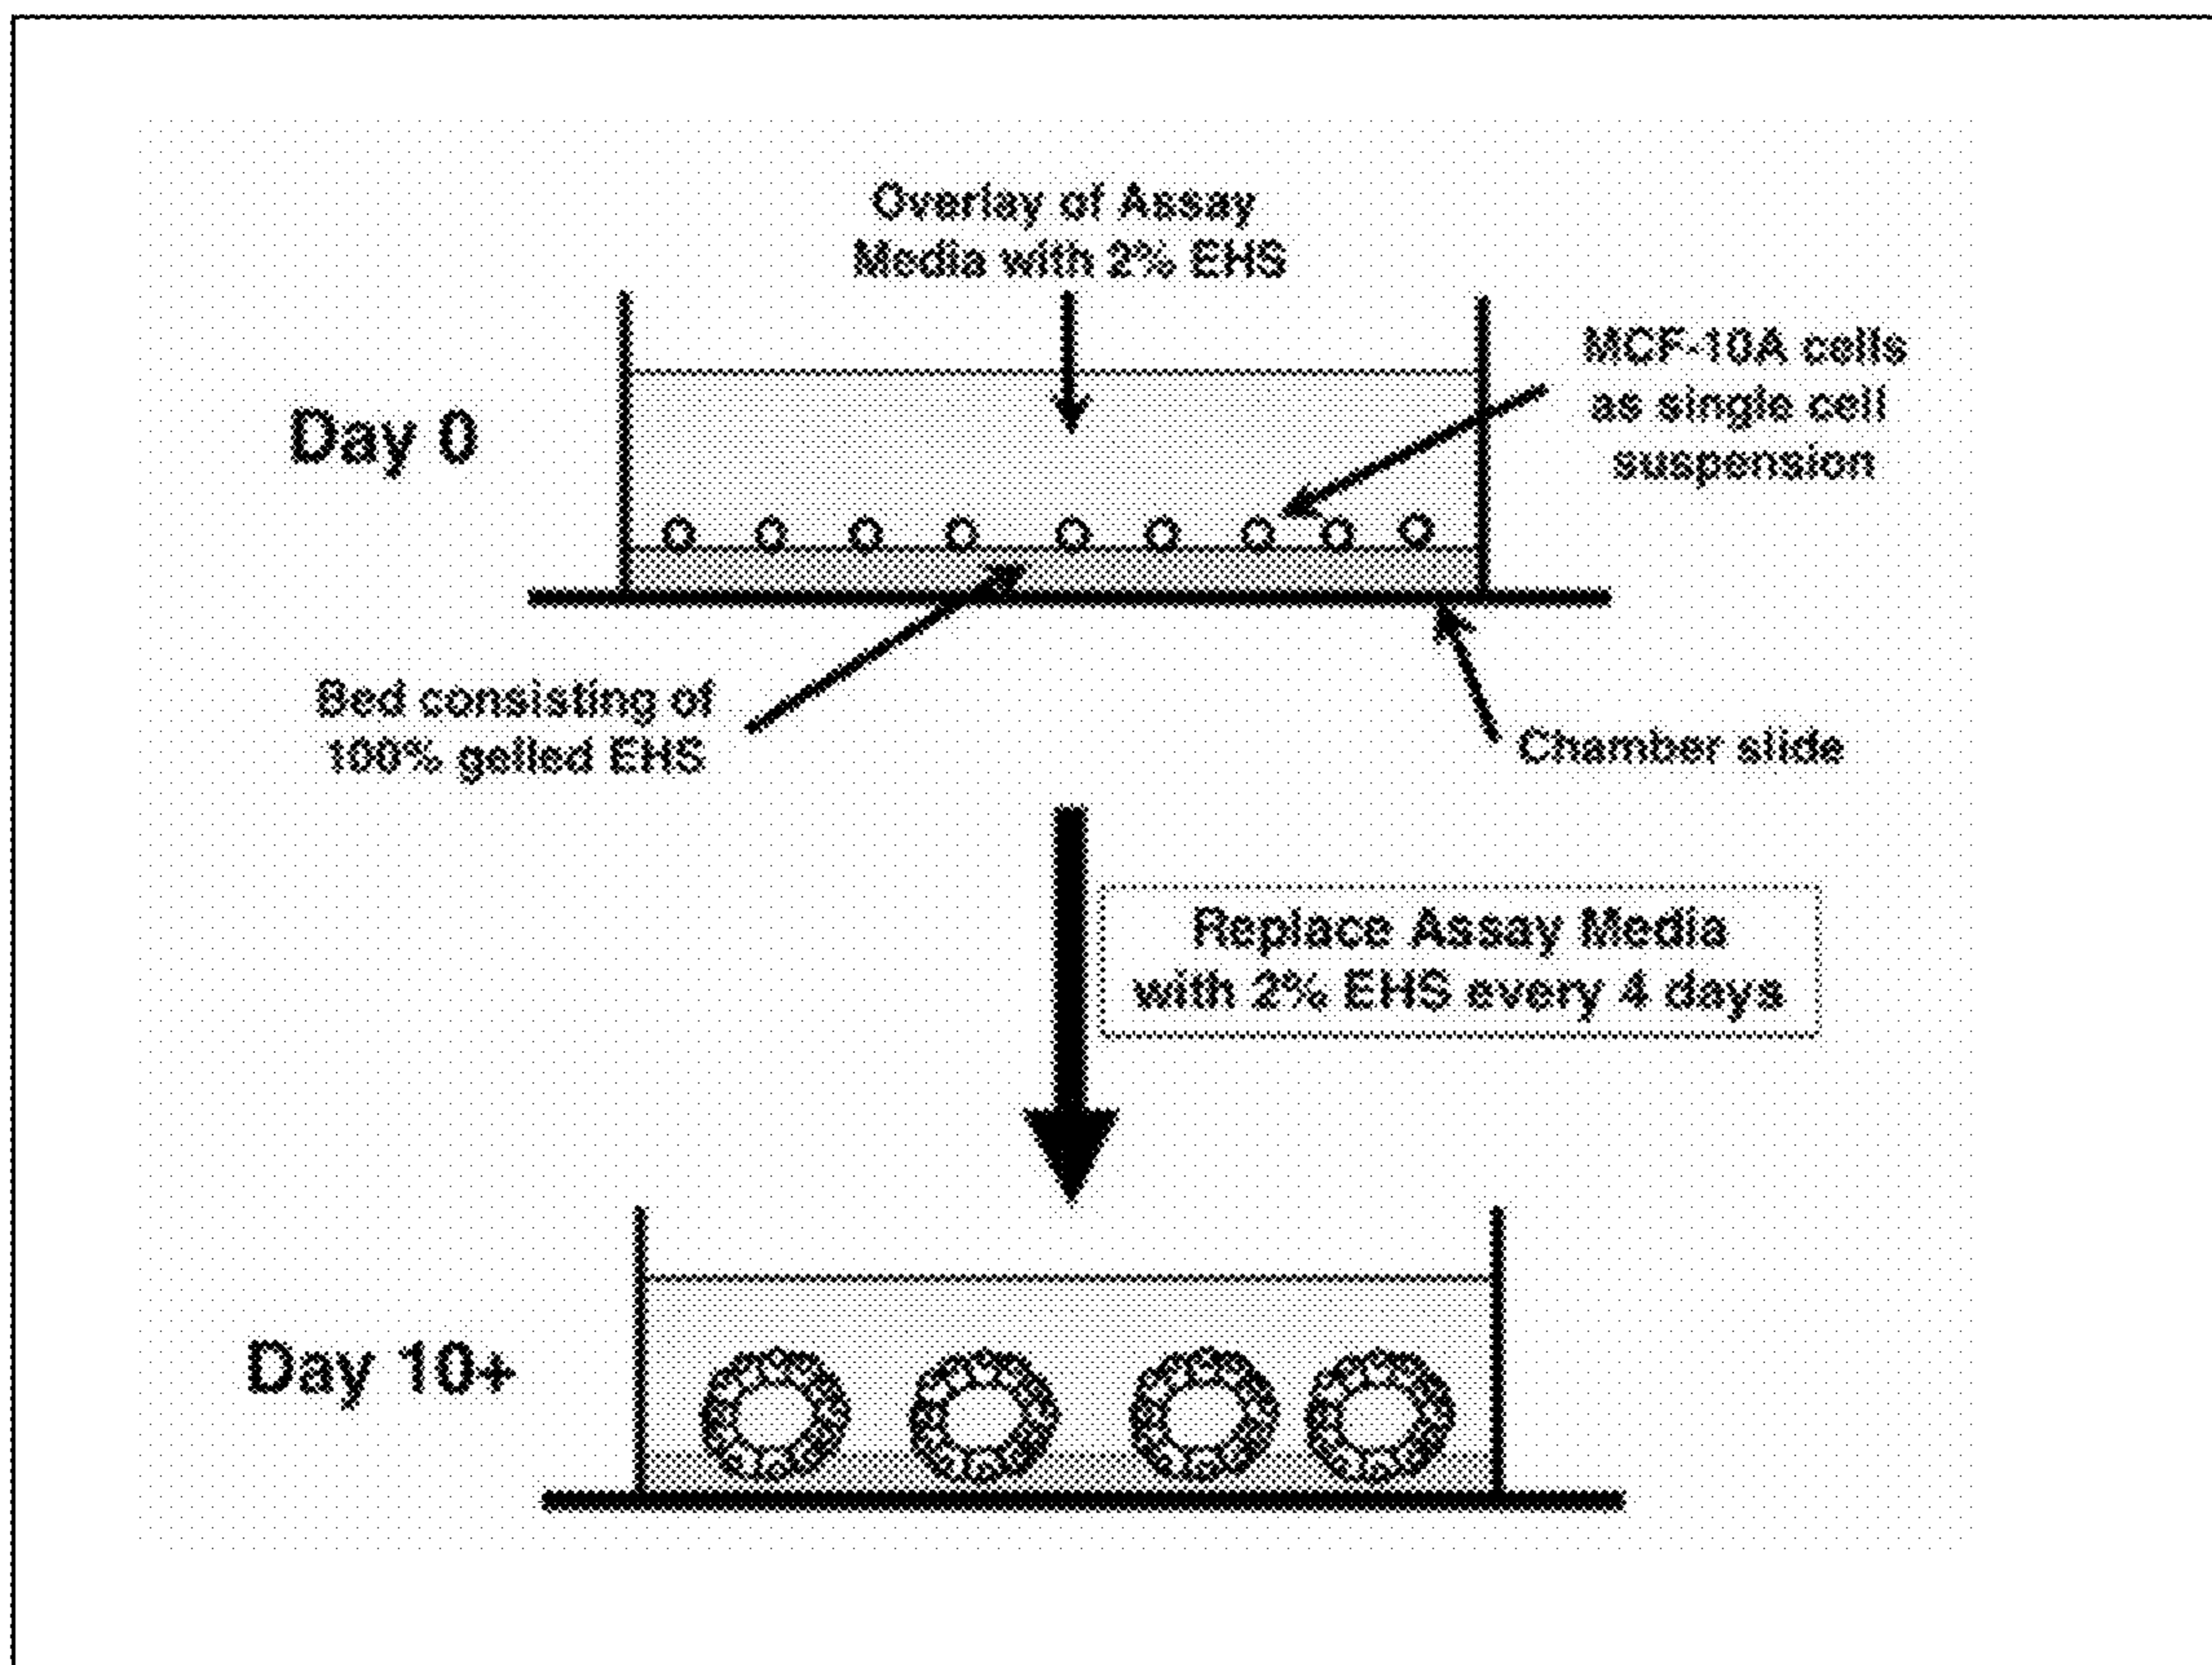 Overlay of Assay
Media with 2% EHS
MCF-10A cells
as single cell
suspension
Day 0
Bed consisting of
100% gelled EHS
Chamber slide
Replace Assay Media
with 2% EHS every 4 days
Day 10+